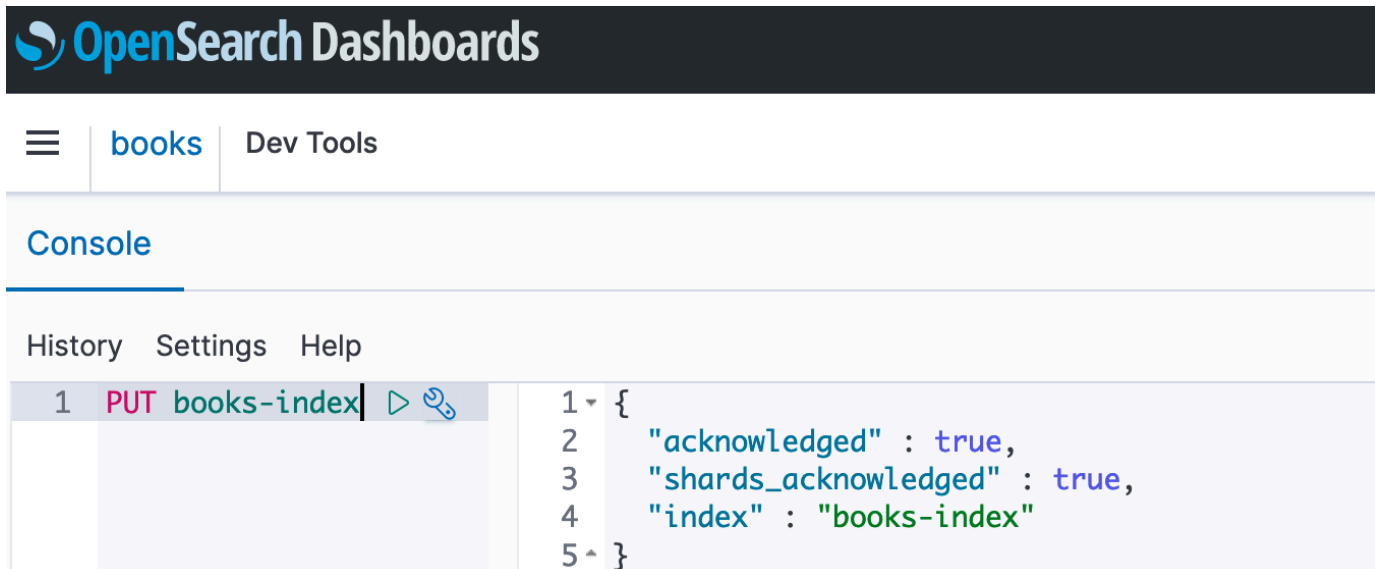 OpenSearch Dashboards
books Dev Tools
Console
History Settings Help
1 PUT books-index
1 {
2 "acknowledged" : true,
3 "shards_acknowledged" : true,
4 "index" : "books-index"
5 }